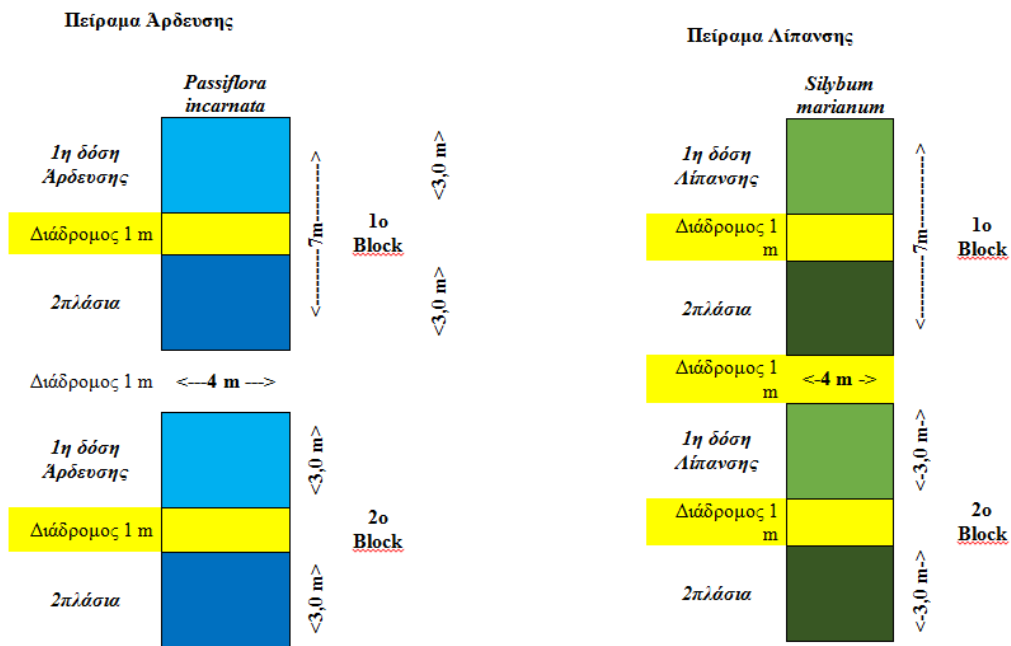 Πείραμα Άρδευσης
Passiflora
incarnata
1η δόση
Άρδευσης
Διάδρομος 1 m
2πλάσια
<-----------7m----------->
1ο
Block
<3,0 m>
<3,0 m>
Διάδρομος 1 m
<---4 m --->
1η δόση
Άρδευσης
Διάδρομος 1 m
2πλάσια
<3,0 m>
<3,0 m>
2ο
Block
Πείραμα Λίπανσης
Silybum
marianum
1η δόση
Λίπανσης
Διάδρομος 1
m
2πλάσια
<-----------7m----------->
1ο
Block
Διάδρομος 1
m
<-4 m ->
1η δόση
Λίπανσης
Διάδρομος 1
m
2πλάσια
<-3,0 m->
<-3,0 m->
2ο
Block